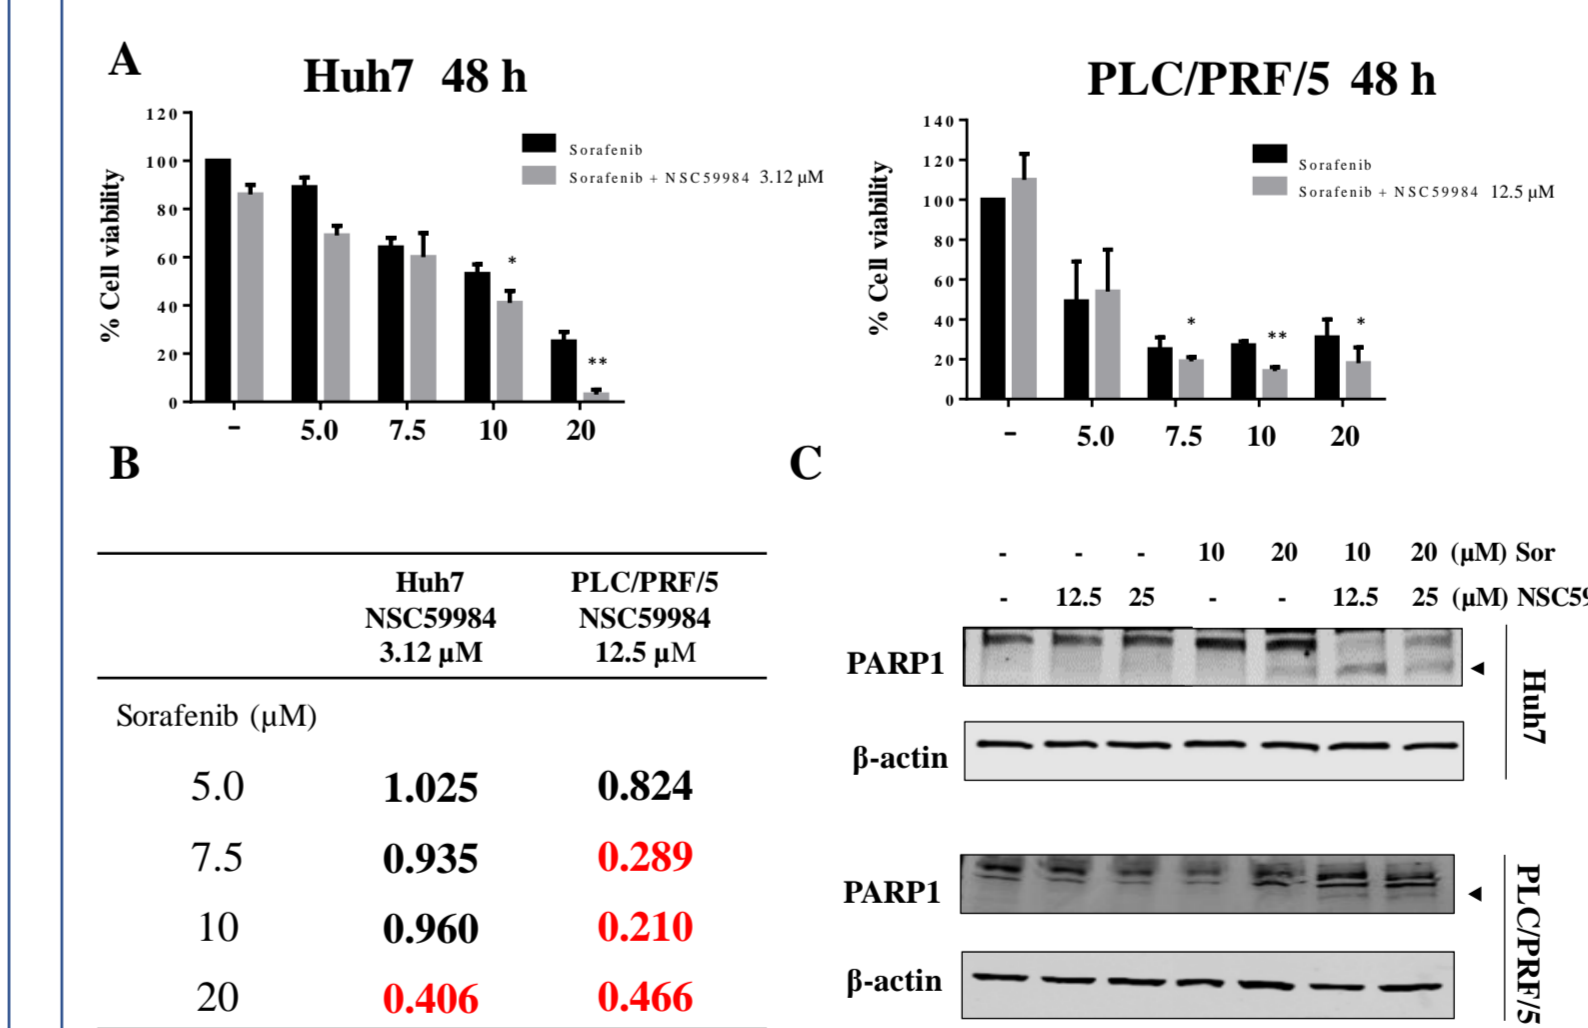 A
Huh7 48 h
120
100
80
60
40
20
0
% Cell viability
Sorafenib
Sorafenib + NSC59984 3.12 µM
- 5.0 7.5 10 20
PLC/PRF/5 48 h
140
120
100
80
60
40
20
0
% Cell viability
Sorafenib
Sorafenib + NSC59984 12.5 µM
- 5.0 7.5 10 20
* **
* ** *
B
Huh7 PLC/PRF/5
NSC59984 NSC59984
3.12 µM 12.5 µM
Sorafenib (µM)
5.0 1.025 0.824
7.5 0.935 0.289
10 0.960 0.210
20 0.406 0.466
C
- - - 10 20 10 20 (µM) Sor
- 12.5 25 - - 12.5 25 (µM) NSC59
PARP1
β-actin
Huh7
PARP1
β-actin
PLC/PRF/5